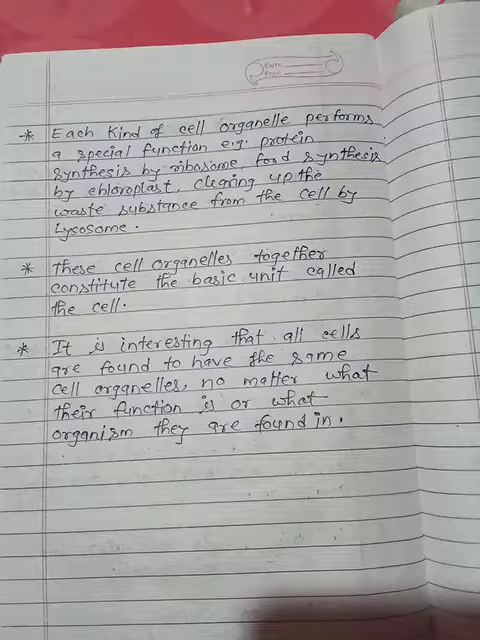 Date
Page
* Each kind of cell organelle performs
a special function e.g. protein
synthesis by ribosome, food synthesis
by chloroplast, clearing up the
waste substance from the cell by
Lysosome.
* These cell organelles together
constitute the basic unit called
the cell.
* It is interesting that all cells
are found to have the same
cell organelles, no matter what
their function is or what
organism they are found in.